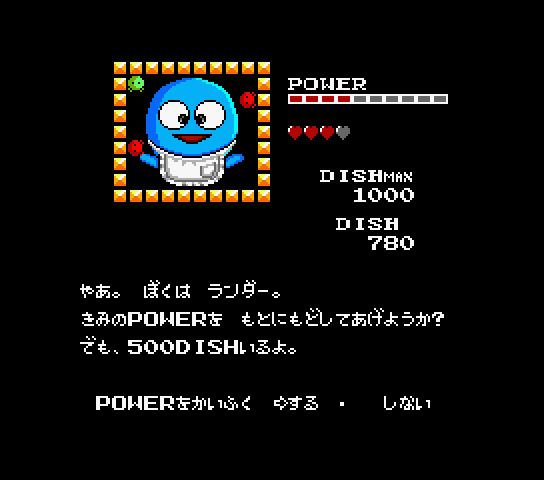 POWER
DISHMAX
1000
DISH
780
やあ。 ぼくは ランダー。
きみのPOWERを もとにもどしてあげようか?
でも、500DISHいるよ。
POWERをかいふく ⇨する ・ しない